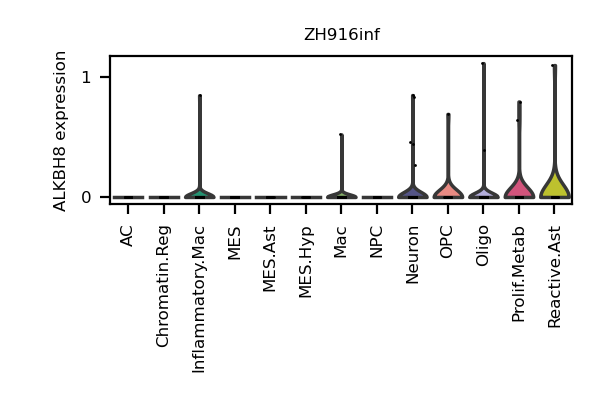 ZH916inf
ALKBH8 expression
1
0
AC
Chromatin.Reg
Inflammatory.Mac
MES
MES.Ast
MES.Hyp
Mac
NPC
Neuron
OPC
Oligo
Prolif.Metab
Reactive.Ast